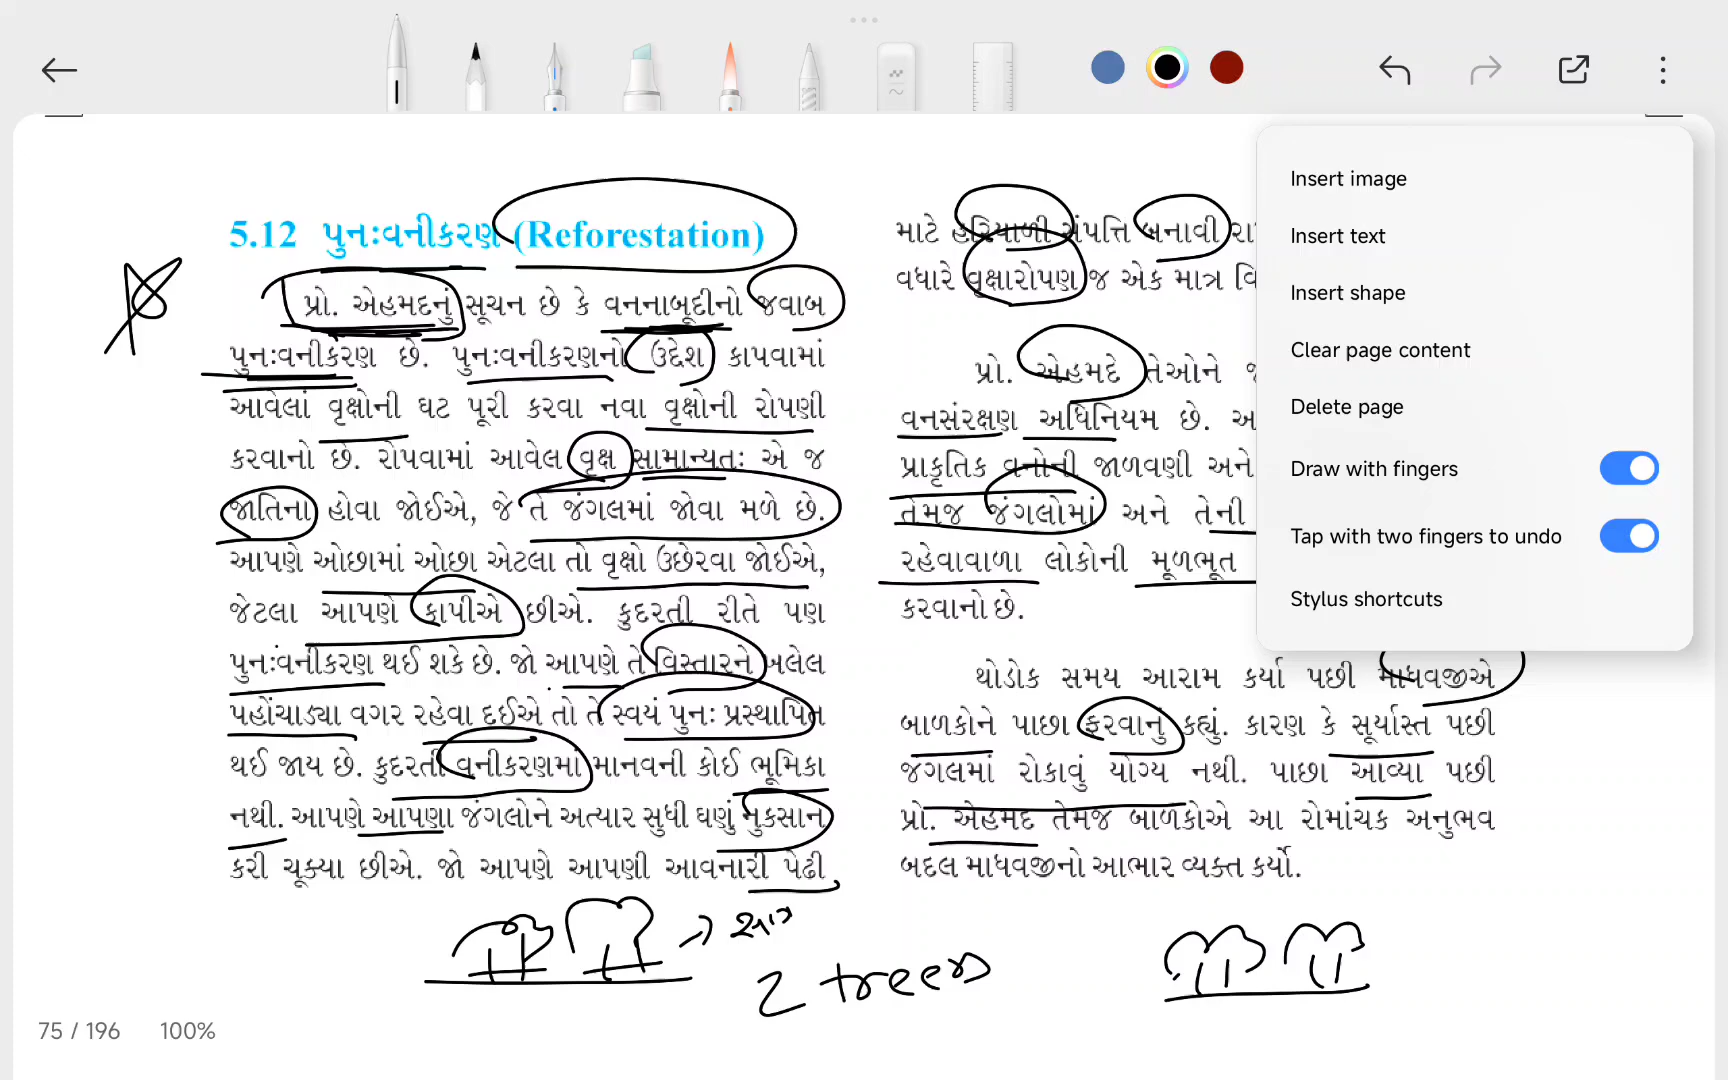 5.12 પુનઃવનીકરણ (Reforestation)
પ્રો. એહમદનું સૂચન છે કે વનનાબૂદીનો જવાબ
પુનઃવનીકરણ છે. પુનઃવનીકરણનો ઉદ્દેશ કાપવામાં
આવેલાં વૃક્ષોની ઘટ પૂરી કરવા નવા વૃક્ષોની રોપણી
કરવાનો છે. રોપવામાં આવેલ વૃક્ષ સામાન્યતઃ એ જ
જાતિના હોવા જોઈએ, જે તે જંગલમાં જોવા મળે છે.
આપણે ઓછામાં ઓછા એટલા તો વૃક્ષો ઉછેરવા જોઈએ,
જેટલા આપણે કાપીએ છીએ. કુદરતી રીતે પણ
પુનઃવનીકરણ થઈ શકે છે. જો આપણે તે વિસ્તારને ખલેલ
પહોંચાડ્યા વગર રહેવા દઈએ તો તે સ્વયં પુનઃ પ્રસ્થાપિત
થઈ જાય છે. કુદરતી વનીકરણમાં માનવની કોઈ ભૂમિકા
નથી. આપણે આપણા જંગલોને અત્યાર સુધી ઘણું નુકસાન
કરી ચૂક્યા છીએ. જો આપણે આપણી આવનારી પેઢી
2 trees
માટે હરિયાળી સંપત્તિ બનાવી રા
વધારે વૃક્ષારોપણ જ એક માત્ર વિ
પ્રો. એહમદે તેઓને
વનસંરક્ષણ અધિનિયમ છે. અ
પ્રાકૃતિક વનોની જાળવણી અને
તેમજ જંગલોમાં અને તેની
રહેવાવાળા લોકોની મૂળભૂત
કરવાનો છે.
થોડોક સમય આરામ કર્યા પછી માધવજીએ
બાળકોને પાછા ફરવાનું કહ્યું. કારણ કે સૂર્યાસ્ત પછી
જંગલમાં રોકાવું યોગ્ય નથી. પાછા આવ્યા પછી
પ્રો. એહમદ તેમજ બાળકોએ આ રોમાંચક અનુભવ
બદલ માધવજીનો આભાર વ્યક્ત કર્યો.
Insert image
Insert text
Insert shape
Clear page content
Delete page
Draw with fingers
Tap with two fingers to undo
Stylus shortcuts
75 / 196 100%